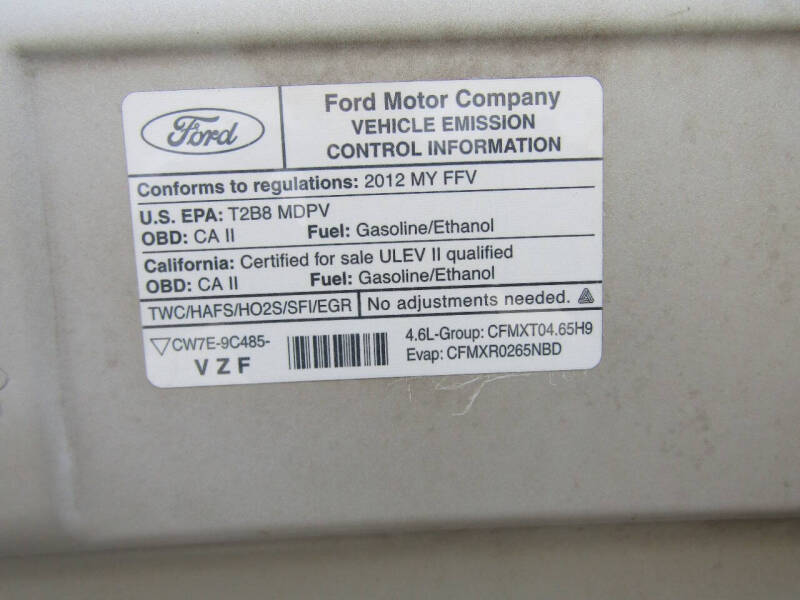 Ford
Ford Motor Company
VEHICLE EMISSION
CONTROL INFORMATION
Conforms to regulations: 2012 MY FFV
U.S. EPA: T2B8 MDPV
OBD: CA II Fuel: Gasoline/Ethanol
California: Certified for sale ULEV II qualified
OBD: CA II Fuel: Gasoline/Ethanol
TWC/HAFS/HO2S/SFI/EGR No adjustments needed.
CW7E-9C485-
V Z F
4.6L-Group: CFMXT04.65H9
Evap: CFMXR0265NBD